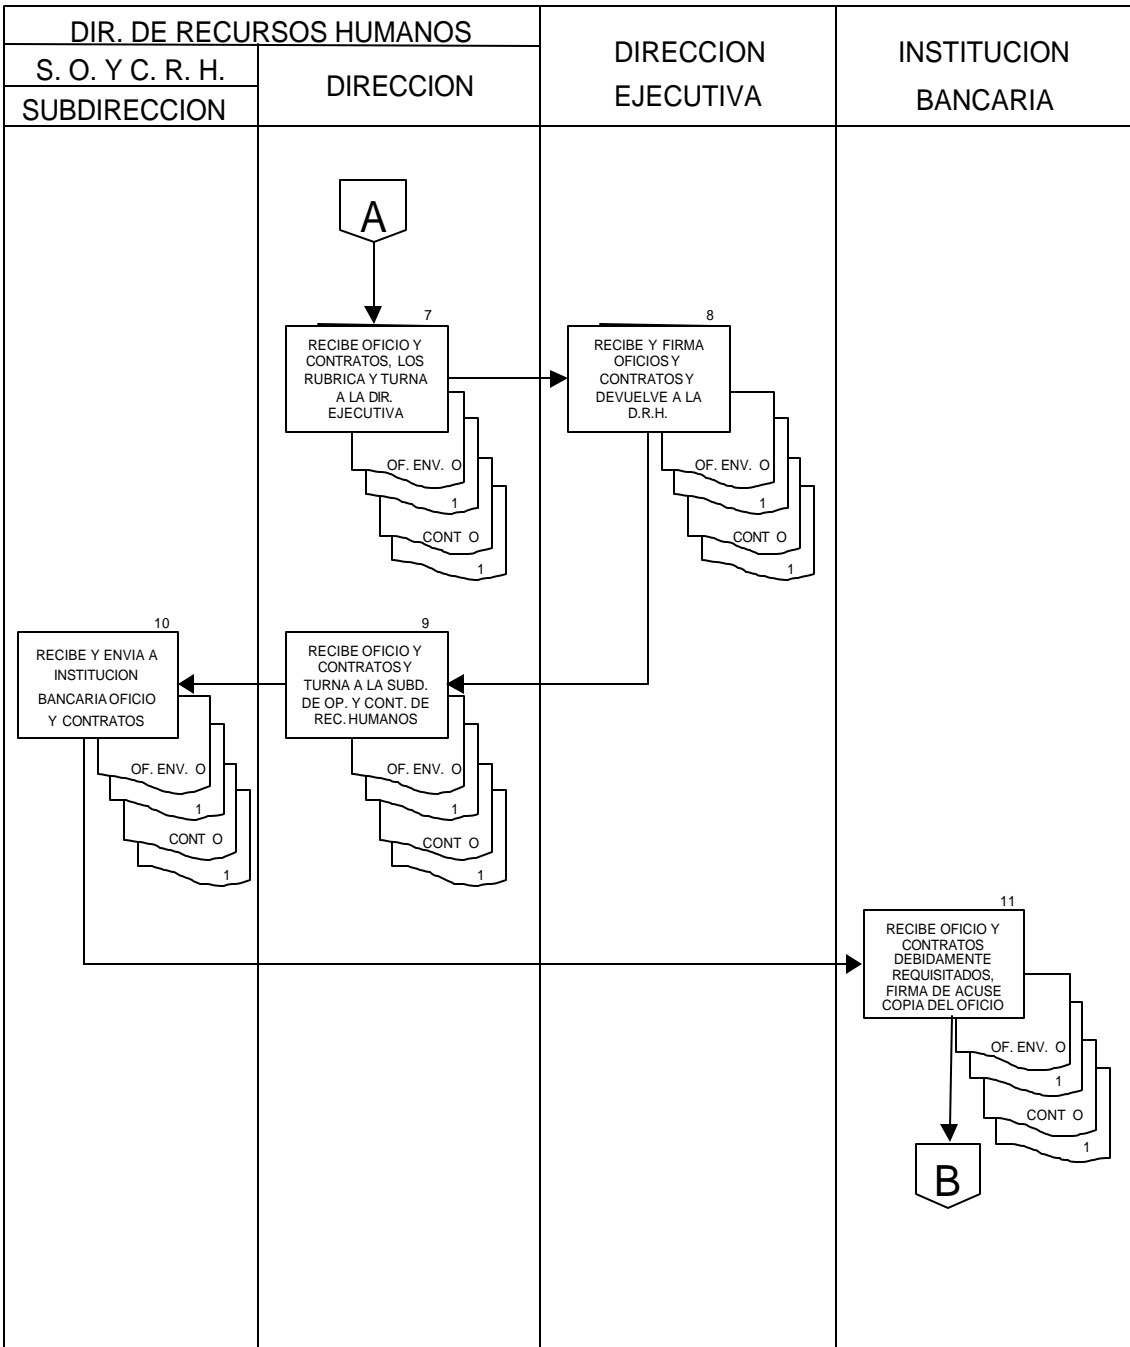 DIR. DE RECURSOS HUMANOS
S. O. Y C. R. H.
SUBDIRECCION
DIRECCION
DIRECCION
EJECUTIVA
INSTITUCION
BANCARIA
A
7
RECIBE OFICIO Y
CONTRATOS, LOS
RUBRICA Y TURNA
A LA DIR.
EJECUTIVA
OF. ENV. O
1
CONT O
1
8
RECIBE Y FIRMA
OFICIOS Y
CONTRATOS Y
DEVUELVE A LA
D.R.H.
OF. ENV. O
1
CONT O
1
9
RECIBE OFICIO Y
CONTRATOS Y
TURNA A LA SUBD.
DE OP. Y CONT. DE
REC. HUMANOS
OF. ENV. O
1
CONT O
1
10
RECIBE Y ENVIA A
INSTITUCION
BANCARIA OFICIO
Y CONTRATOS
OF. ENV. O
1
CONT O
1
11
RECIBE OFICIO Y
CONTRATOS
DEBIDAMENTE
REQUISITADOS,
FIRMA DE ACUSE
COPIA DEL OFICIO
OF. ENV. O
1
CONT O
1
B